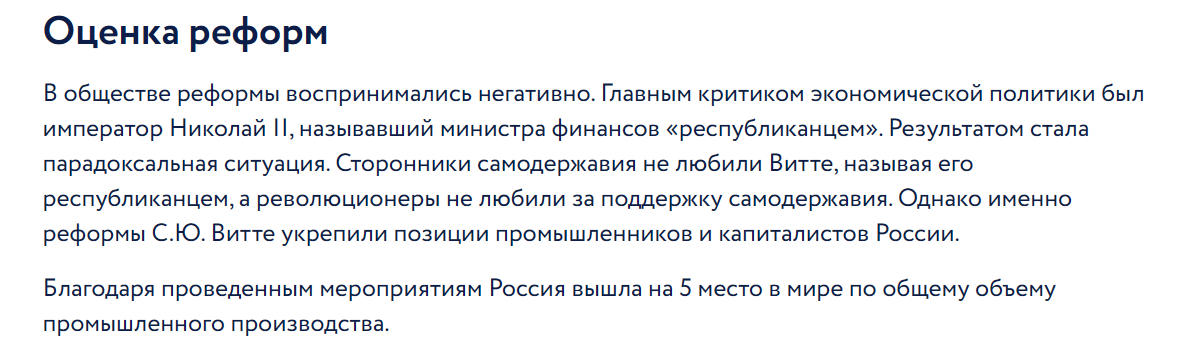 Оценка реформ
В обществе реформы воспринимались негативно. Главным критиком экономической политики был
император Николай II, называвший министра финансов «республиканцем». Результатом стала
парадоксальная ситуация. Сторонники самодержавия не любили Витте, называя его
республиканцем, а революционеры не любили за поддержку самодержавия. Однако именно
реформы С.Ю. Витте укрепили позиции промышленников и капиталистов России.
Благодаря проведенным мероприятиям Россия вышла на 5 место в мире по общему объему
промышленного производства.